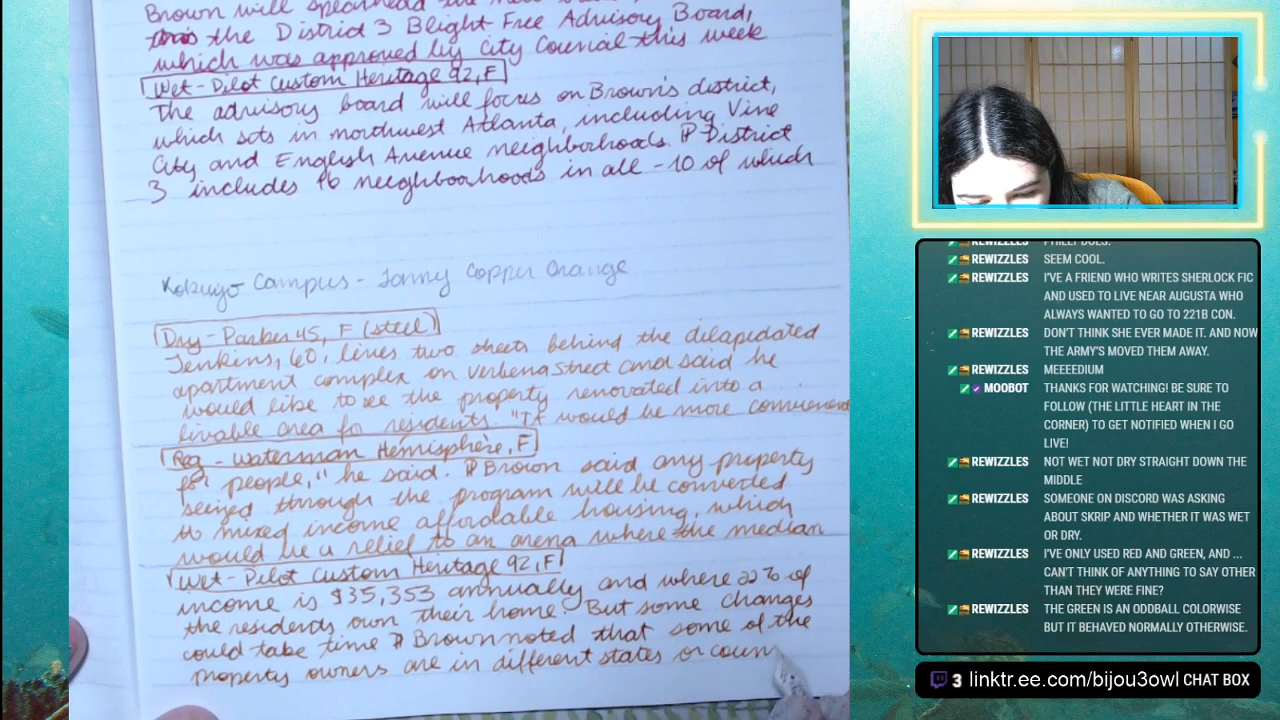 Brown will spearhead the
this the District 3 Blight Free Advisory Board,
which was approved by City Council this week
Wet - Pilot Custom Heritage 92, F
The advisory board will focus on Brown's district,
which sits in northwest Atlanta, including Vine
City and English Avenue neighborhoods ¶ District
3 includes 16 neighborhoods in all - 10 of which
Kobugo Campus - Tommy Copper Orange
Dry - Parker 45, F (steel)
Jenkins, 60, lives two streets behind the dilapidated
apartment complex on Verbena Street and said he
would like to see the property renovated into a
livable area for residents. "It would be more convenient
Reg - Waterman Hémisphère, F
for people," he said. ¶ Brown said any property
seized through the program will be converted
to mixed income affordable housing, which
would be a relief to an arena where the median
Wet - Pilot Custom Heritage 92, F
income is $35,353 annually and where 22% of
the residents own their home. But some changes
could take time ¶ Brown noted that some of the
property owners are in different states or coun
REWIZZLES PHILLY DOES.
REWIZZLES SEEM COOL.
REWIZZLES I'VE A FRIEND WHO WRITES SHERLOCK FIC
AND USED TO LIVE NEAR AUGUSTA WHO
ALWAYS WANTED TO GO TO 221B CON.
REWIZZLES DON'T THINK SHE EVER MADE IT. AND NOW
THE ARMY'S MOVED THEM AWAY.
REWIZZLES MEEEEDIUM
MOOBOT THANKS FOR WATCHING! BE SURE TO
FOLLOW (THE LITTLE HEART IN THE
CORNER) TO GET NOTIFIED WHEN I GO
LIVE!
REWIZZLES NOT WET NOT DRY STRAIGHT DOWN THE
MIDDLE
REWIZZLES SOMEONE ON DISCORD WAS ASKING
ABOUT SKRIP AND WHETHER IT WAS WET
OR DRY.
REWIZZLES I'VE ONLY USED RED AND GREEN, AND ...
CAN'T THINK OF ANYTHING TO SAY OTHER
THAN THEY WERE FINE?
REWIZZLES THE GREEN IS AN ODDBALL COLORWISE
BUT IT BEHAVED NORMALLY OTHERWISE.
3 linktr.ee.com/bijou3owl CHAT BOX